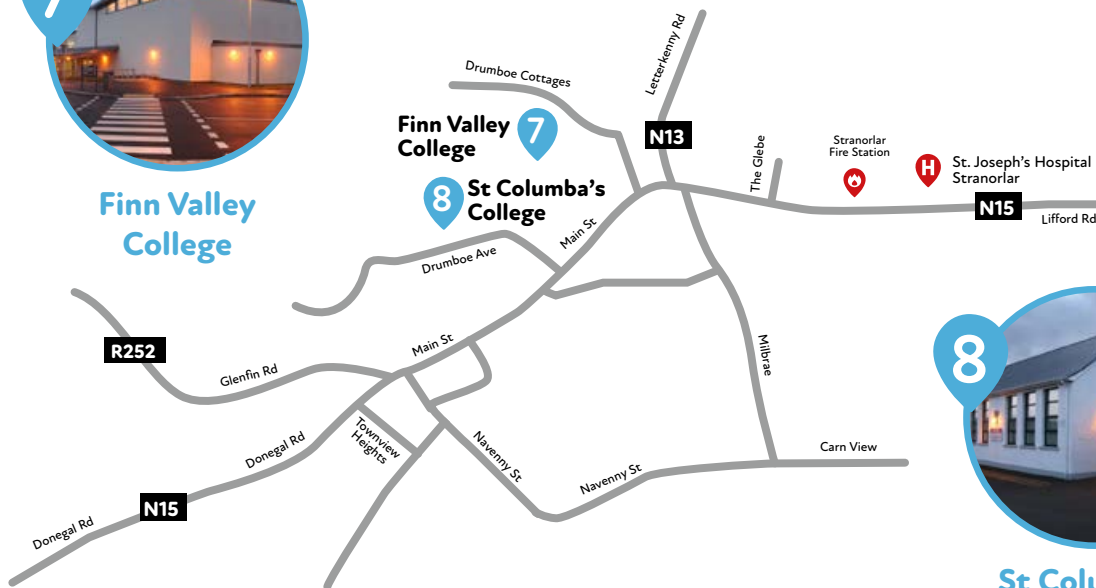 7
Finn Valley
College
Drumboe Cottages
Letterkenny Rd
Finn Valley
College
7
N13
8
St Columba's
College
The Glebe
Stranorlar
Fire Station
H
St. Joseph's Hospital
Stranorlar
N15
Lifford Rd
Main St
Drumboe Ave
R252
Glenfin Rd
Main St
Milbrae
8
Townview
Heights
Donegal Rd
Navenny St
Navenny St
Carn View
N15
Donegal Rd